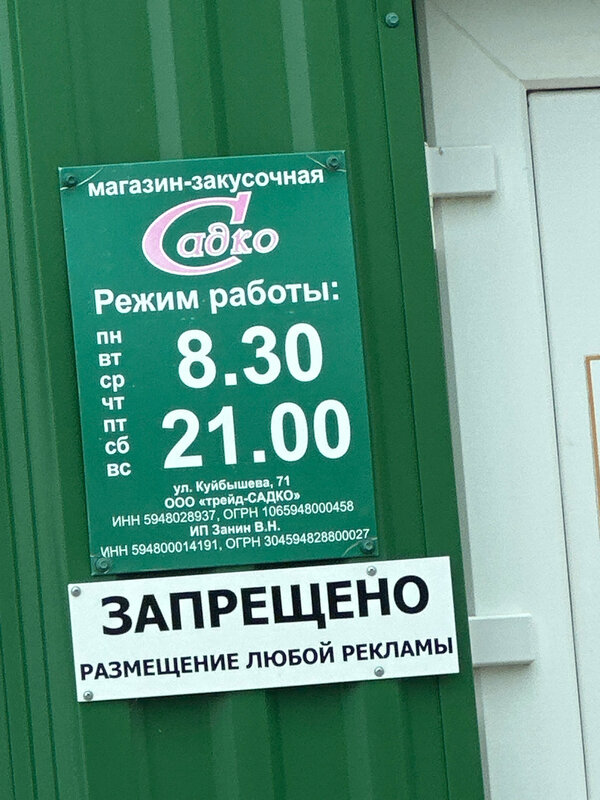 магазин-закусочная
Садко
Режим работы:
пн
вт
ср
чт
пт
сб
вс
8.30
21.00
ул. Куйбышева, 71
ООО «трейд-САДКО»
ИНН 5948028937, ОГРН 1065948000458
ИП Занин В.Н.
ИНН 594800014191, ОГРН 304594828800027
ЗАПРЕЩЕНО
РАЗМЕЩЕНИЕ ЛЮБОЙ РЕКЛАМЫ